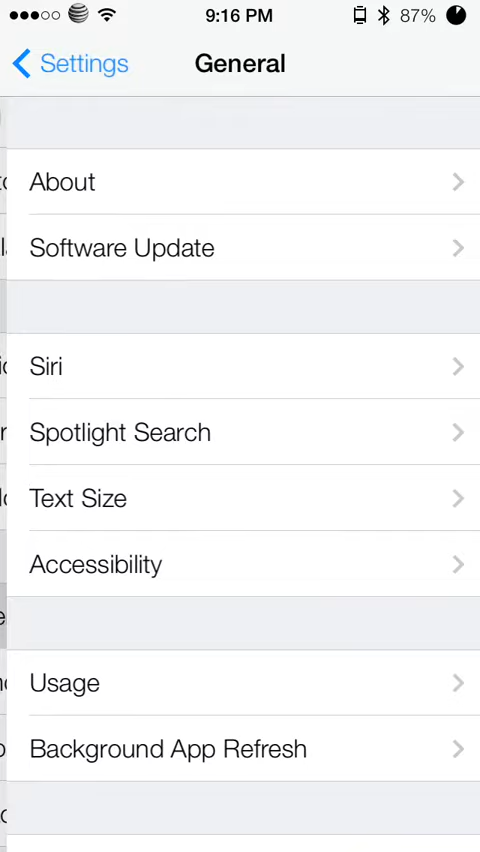 9:16 PM
87%
Settings
General
About
Software Update
Siri
Spotlight Search
Text Size
Accessibility
Usage
Background App Refresh